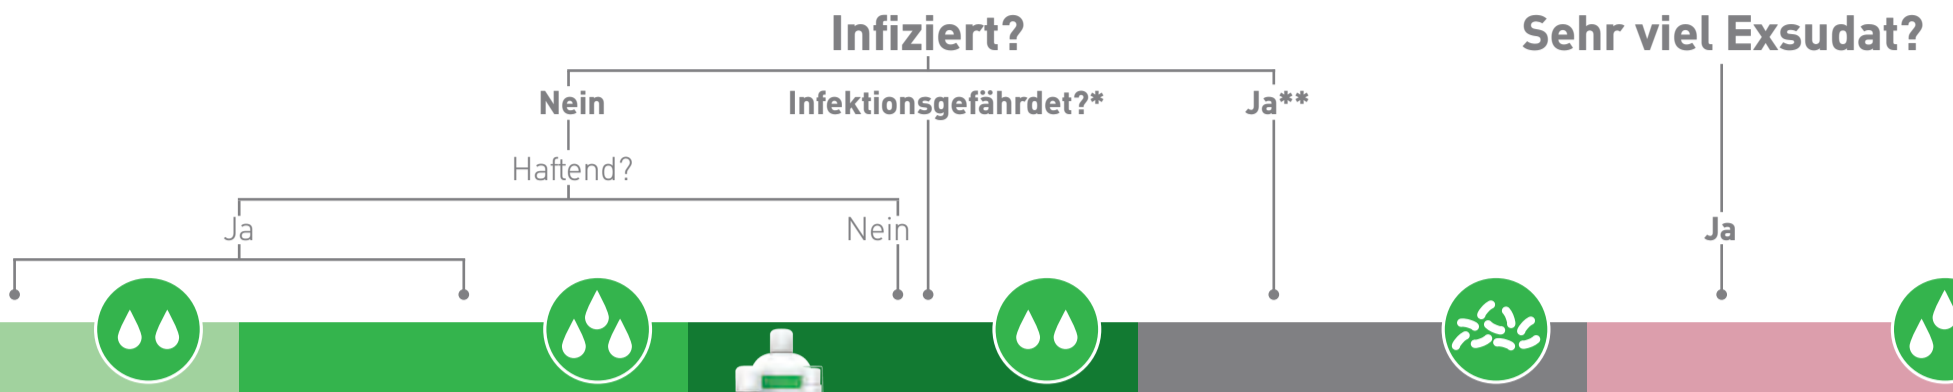 Infiziert?
Sehr viel Exsudat?
Nein
Infektionsgefährdet?*
Ja**
Haftend?
Ja
Nein
Ja